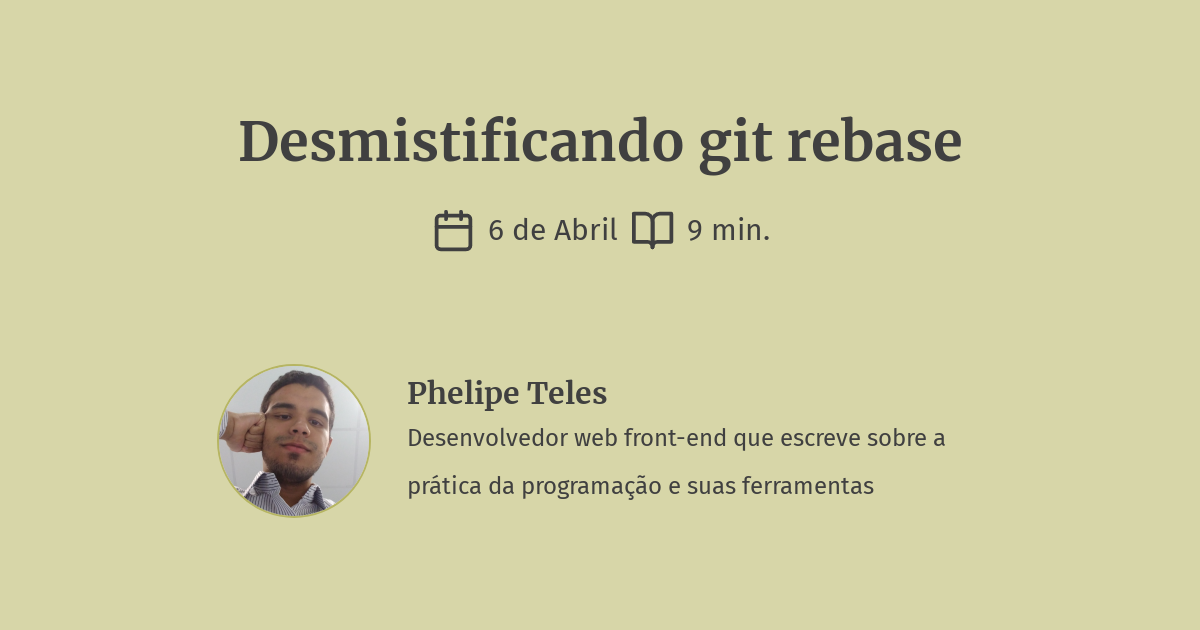 Desmistificando git rebase
6 de Abril 9 min.
Phelipe Teles
Desenvolvedor web front-end que escreve sobre a
prática da programação e suas ferramentas